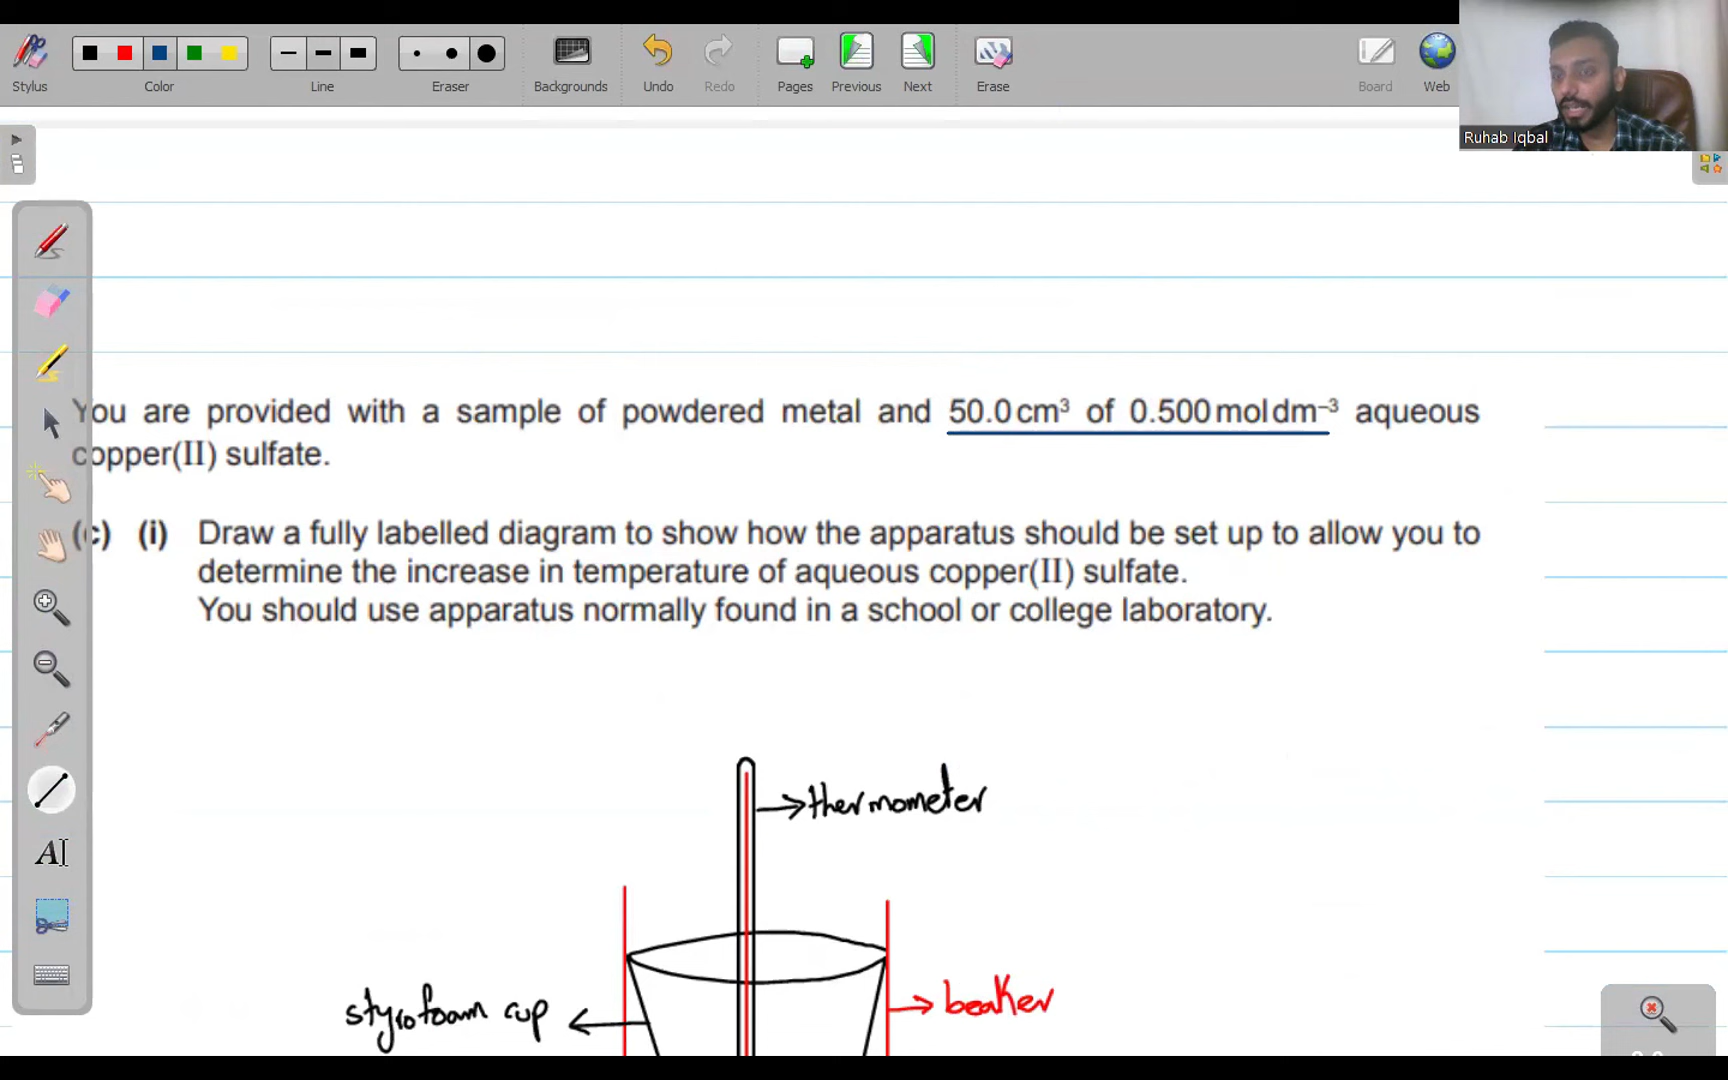 Stylus
Color
Line
Eraser
Backgrounds
Undo
Redo
Pages
Previous
Next
Erase
Board
Web
Ruhab Iqbal
You are provided with a sample of powdered metal and 50.0 cm³ of 0.500 mol dm⁻³ aqueous
copper(II) sulfate.
(c) (i) Draw a fully labelled diagram to show how the apparatus should be set up to allow you to
determine the increase in temperature of aqueous copper(II) sulfate.
You should use apparatus normally found in a school or college laboratory.
thermometer
beaker
styrofoam cup